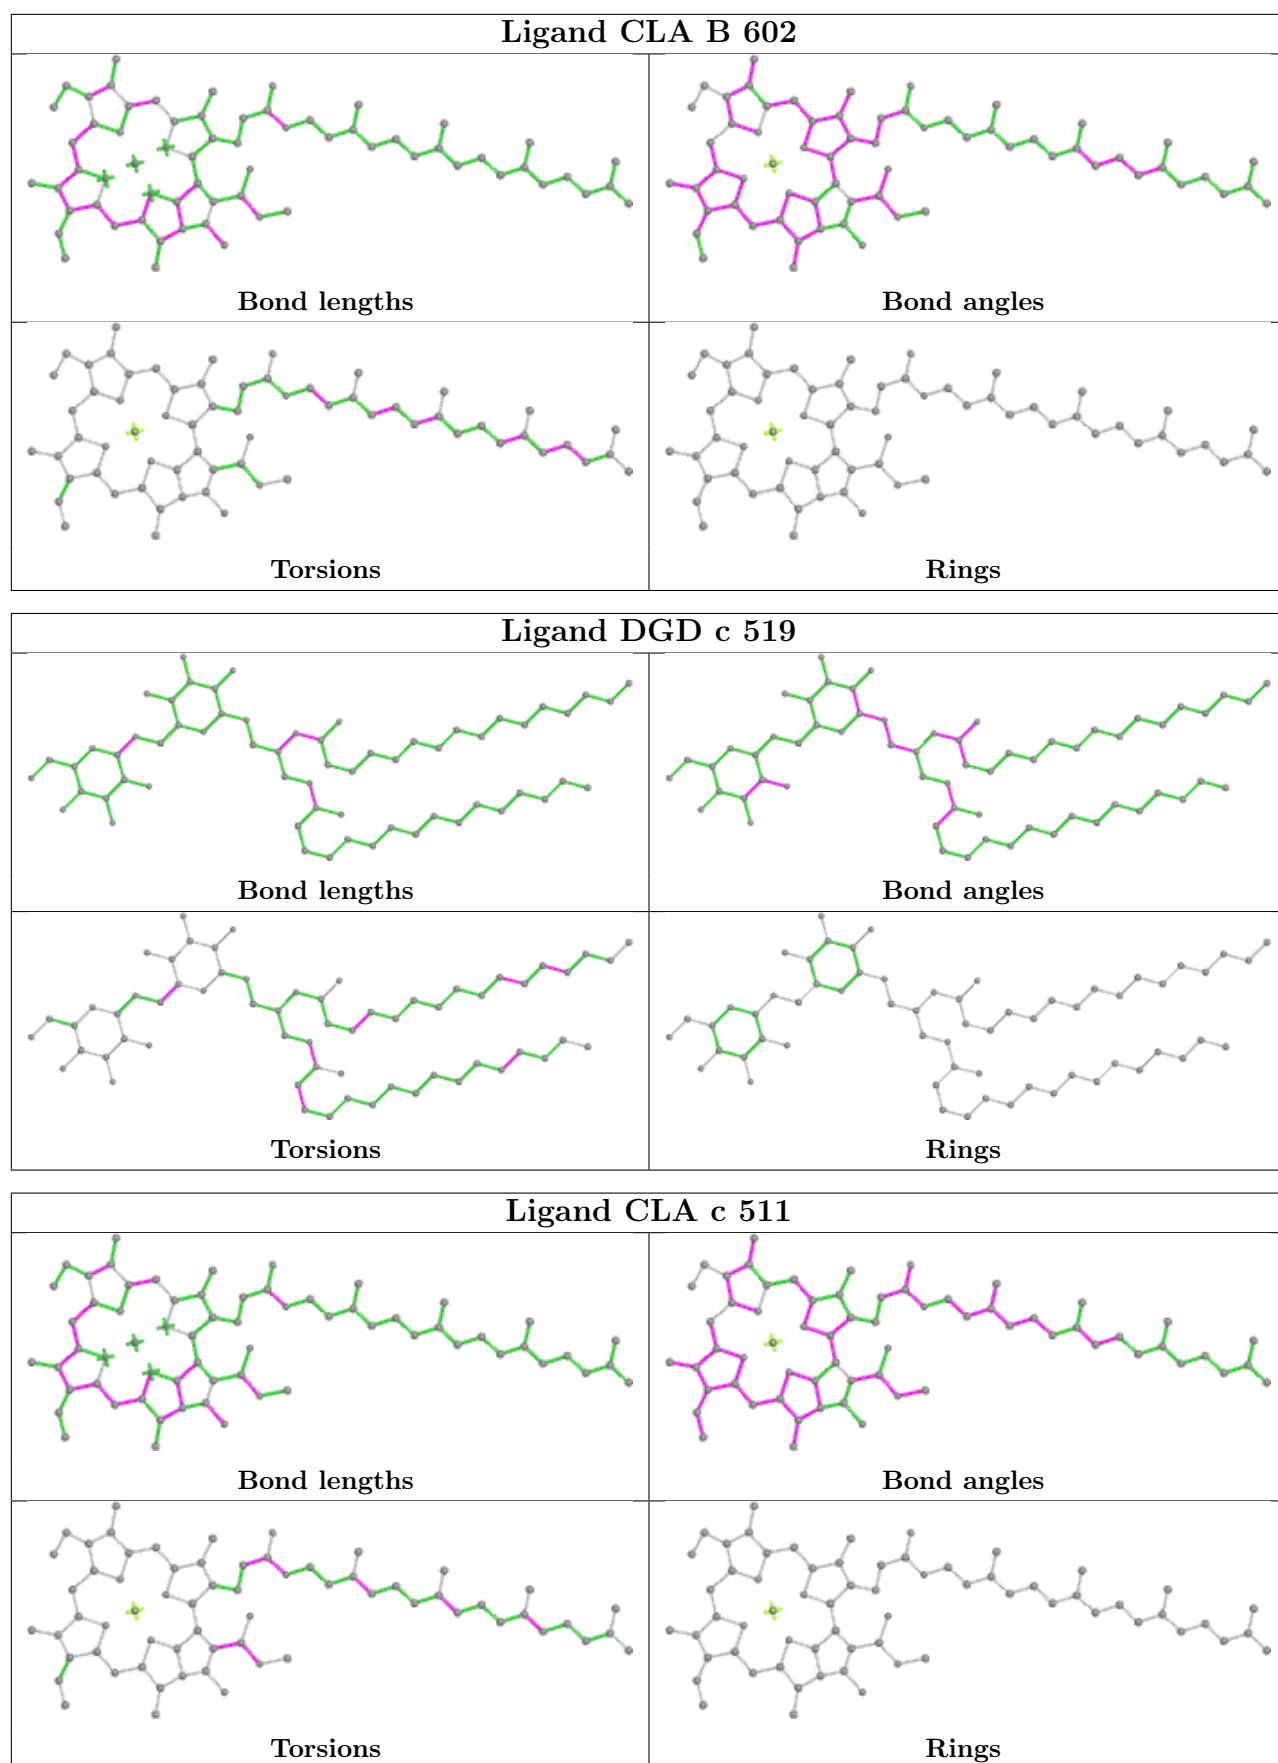 Ligand CLA B 602
Bond lengths
Bond angles
Torsions
Rings
Ligand DGD c 519
Bond lengths
Bond angles
Torsions
Rings
Ligand CLA c 511
Bond lengths
Bond angles
Torsions
Rings